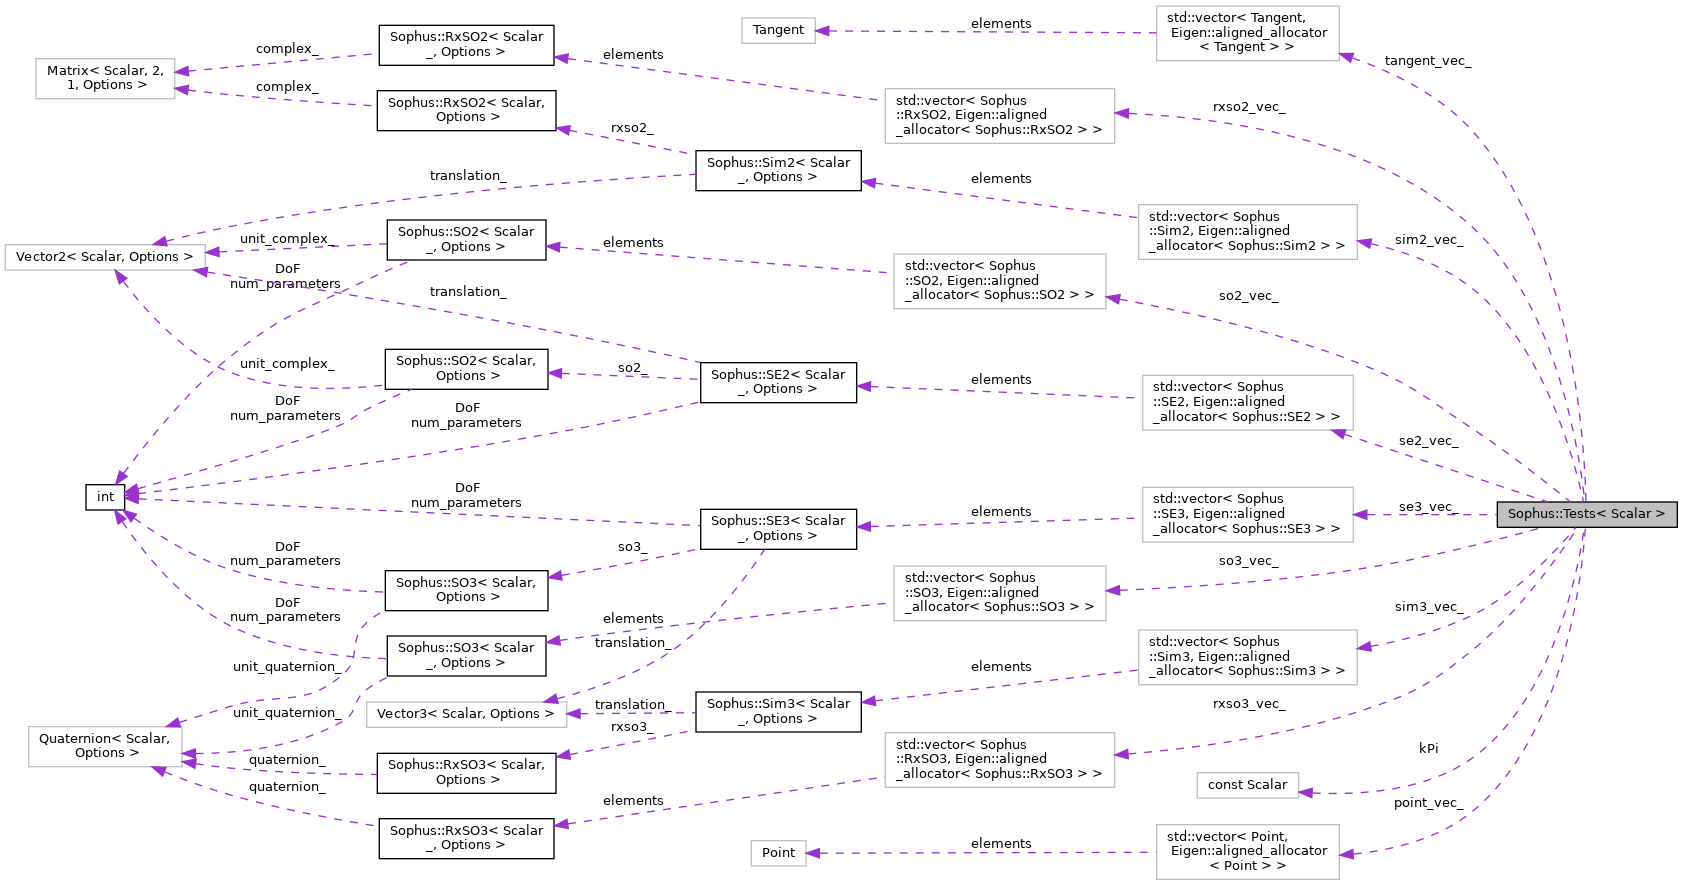 Tangent
elements
std::vector< Tangent,
Eigen::aligned_allocator
< Tangent > >
tangent_vec_
Matrix< Scalar, 2,
1, Options >
complex_
complex_
Sophus::RxSO2< Scalar
_, Options >
elements
Sophus::RxSO2< Scalar,
Options >
rxso2_
std::vector< Sophus
::RxSO2, Eigen::aligned
_allocator< Sophus::RxSO2 > >
rxso2_vec_
translation_
Sophus::Sim2< Scalar
_, Options >
elements
std::vector< Sophus
::Sim2, Eigen::aligned
_allocator< Sophus::Sim2 > >
sim2_vec_
Vector2< Scalar, Options >
unit_complex_
DoF
num_parameters
Sophus::SO2< Scalar
_, Options >
elements
translation_
std::vector< Sophus
::SO2, Eigen::aligned
_allocator< Sophus::SO2 > >
so2_vec_
unit_complex_
DoF
num_parameters
Sophus::SO2< Scalar,
Options >
so2_
DoF
num_parameters
Sophus::SE2< Scalar
_, Options >
elements
std::vector< Sophus
::SE2, Eigen::aligned
_allocator< Sophus::SE2 > >
se2_vec_
int
DoF
num_parameters
Sophus::SE3< Scalar
_, Options >
elements
std::vector< Sophus
::SE3, Eigen::aligned
_allocator< Sophus::SE3 > >
se3_vec_
Sophus::Tests< Scalar >
DoF
num_parameters
Sophus::SO3< Scalar,
Options >
so3_
std::vector< Sophus
::SO3, Eigen::aligned
_allocator< Sophus::SO3 > >
so3_vec_
DoF
num_parameters
Sophus::SO3< Scalar
_, Options >
elements
translation_
sim3_vec_
unit_quaternion_
unit_quaternion_
Vector3< Scalar, Options >
translation_
rxso3_
Sophus::Sim3< Scalar
_, Options >
elements
std::vector< Sophus
::Sim3, Eigen::aligned
_allocator< Sophus::Sim3 > >
rxso3_vec_
Quaternion< Scalar,
Options >
quaternion_
quaternion_
Sophus::RxSO3< Scalar,
Options >
std::vector< Sophus
::RxSO3, Eigen::aligned
_allocator< Sophus::RxSO3 > >
kPi
const Scalar
Sophus::RxSO3< Scalar
_, Options >
elements
point_vec_
Point
elements
std::vector< Point,
Eigen::aligned_allocator
< Point > >